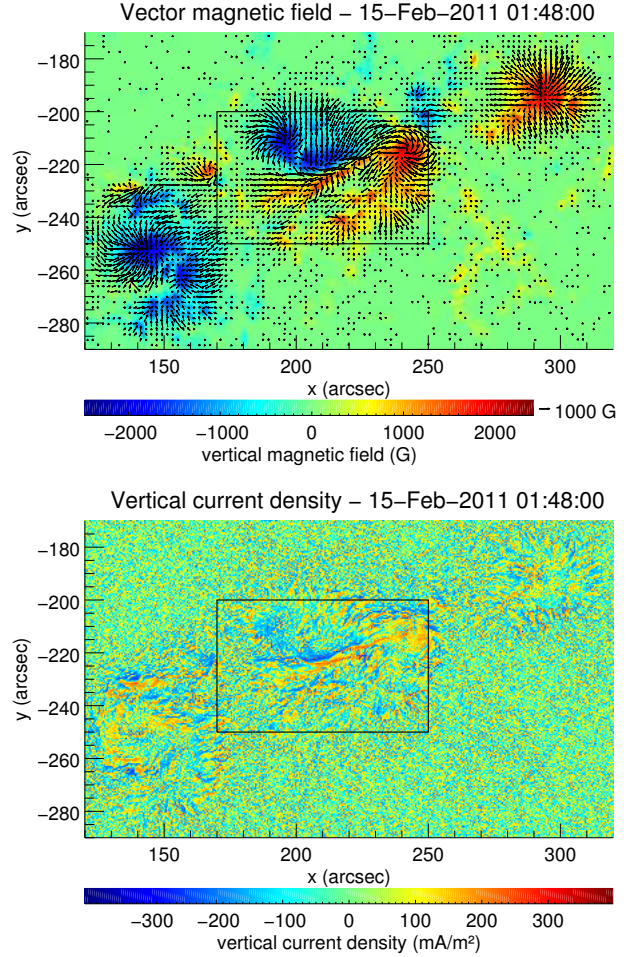 Vector magnetic field − 15−Feb−2011 01:48:00
−180
−200
−220
−240
−260
−280
y (arcsec)
150 200 250 300
x (arcsec)
−2000 −1000 0 1000 2000
− 1000 G
vertical magnetic field (G)
Vertical current density − 15−Feb−2011 01:48:00
−180
−200
−220
−240
−260
−280
y (arcsec)
150 200 250 300
x (arcsec)
−300 −200 −100 0 100 200 300
vertical current density (mA/m²)